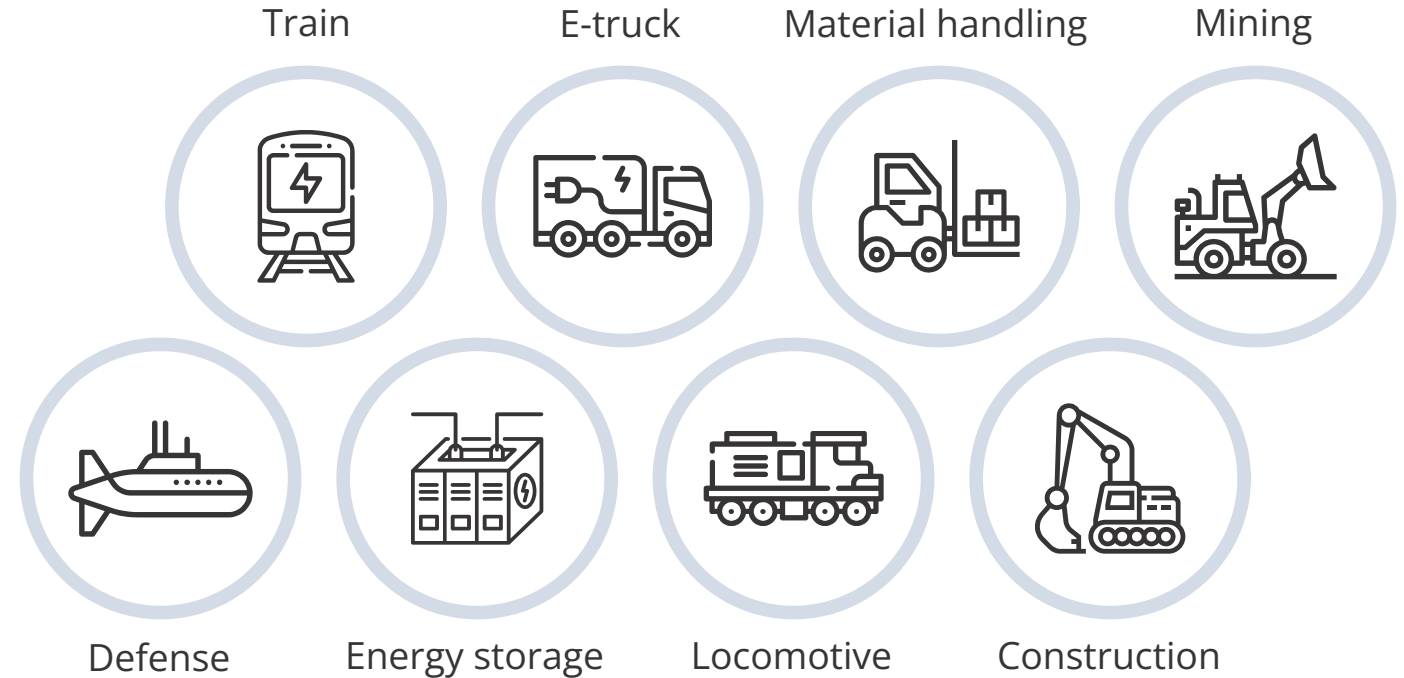 Train
E-truck
Material handling
Mining
Defense
Energy storage
Locomotive
Construction